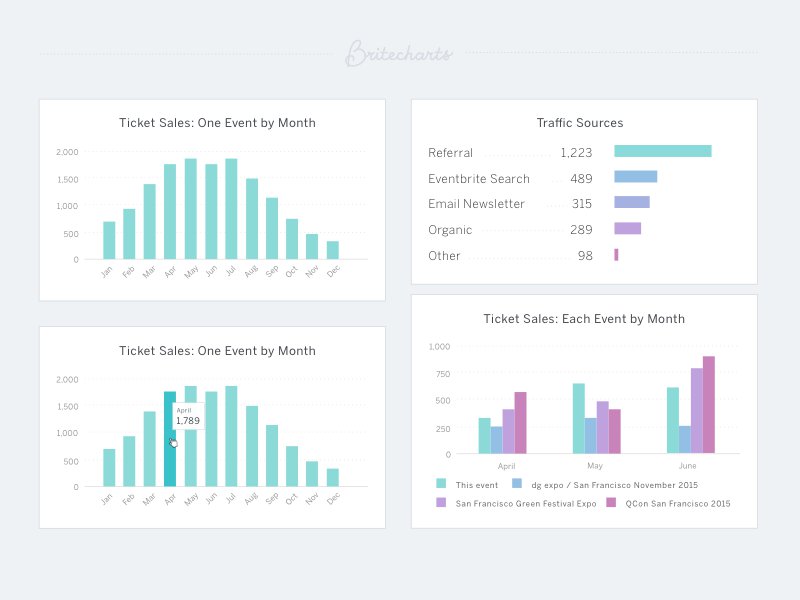 Britecharts
Ticket Sales: One Event by Month
2,000
1,500
1,000
500
0
Jan Feb Mar Apr May Jun Jul Aug Sep Oct Nov Dec
Traffic Sources
Referral 1,223
Eventbrite Search 489
Email Newsletter 315
Organic 289
Other 98
Ticket Sales: One Event by Month
2,000
1,500
1,000
500
0
April
1,789
Jan Feb Mar Apr May Jun Jul Aug Sep Oct Nov Dec
Ticket Sales: Each Event by Month
1,000
750
500
250
0
April May June
This event dg expo / San Francisco November 2015
San Francisco Green Festival Expo QCon San Francisco 2015